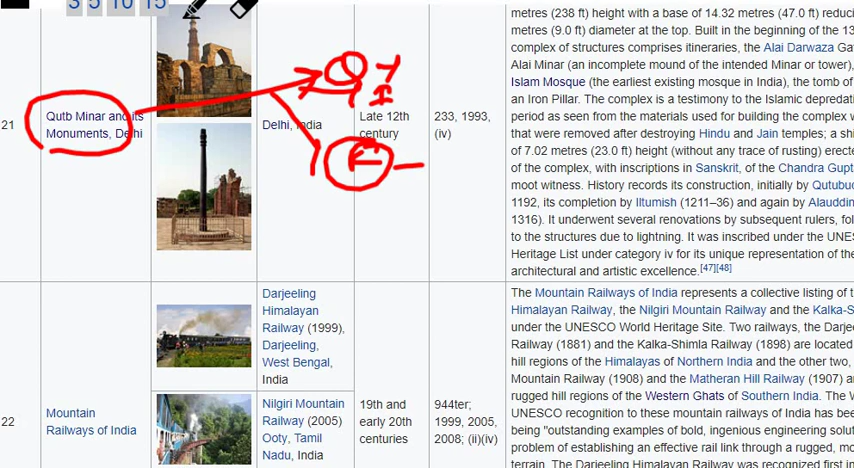 3 5 10 15
21
Qutb Minar and its
Monuments, Delhi
Delhi, India
Late 12th
century
233, 1993,
(iv)
metres (238 ft) height with a base of 14.32 metres (47.0 ft) reduci
metres (9.0 ft) diameter at the top. Built in the beginning of the 13
complex of structures comprises itineraries, the Alai Darwaza Ga
Alai Minar (an incomplete mound of the intended Minar or tower),
Islam Mosque (the earliest existing mosque in India), the tomb of
an Iron Pillar. The complex is a testimony to the Islamic depredati
period as seen from the materials used for building the complex w
that were removed after destroying Hindu and Jain temples; a shi
of 7.02 metres (23.0 ft) height (without any trace of rusting) erecte
of the complex, with inscriptions in Sanskrit, of the Chandra Gupt
moot witness. History records its construction, initially by Qutubud
1192, its completion by Iltumish (1211–36) and again by Alauddin
1316). It underwent several renovations by subsequent rulers, fol
to the structures due to lightning. It was inscribed under the UNES
Heritage List under category iv for its unique representation of the
architectural and artistic excellence.[47][48]
22
Mountain
Railways of India
Darjeeling
Himalayan
Railway (1999),
Darjeeling,
West Bengal,
India
Nilgiri Mountain
Railway (2005)
Ooty, Tamil
Nadu, India
19th and
early 20th
centuries
944ter;
1999, 2005,
2008; (ii)(iv)
The Mountain Railways of India represents a collective listing of t
Himalayan Railway, the Nilgiri Mountain Railway and the Kalka-S
under the UNESCO World Heritage Site. Two railways, the Darje
Railway (1881) and the Kalka-Shimla Railway (1898) are located
hill regions of the Himalayas of Northern India and the other two,
Mountain Railway (1908) and the Matheran Hill Railway (1907) a
rugged hill regions of the Western Ghats of Southern India. The W
UNESCO recognition to these mountain railways of India has bee
being "outstanding examples of bold, ingenious engineering solut
problem of establishing an effective rail link through a rugged, mo
terrain. The Darjeeling Himalayan Railway was recognized first in